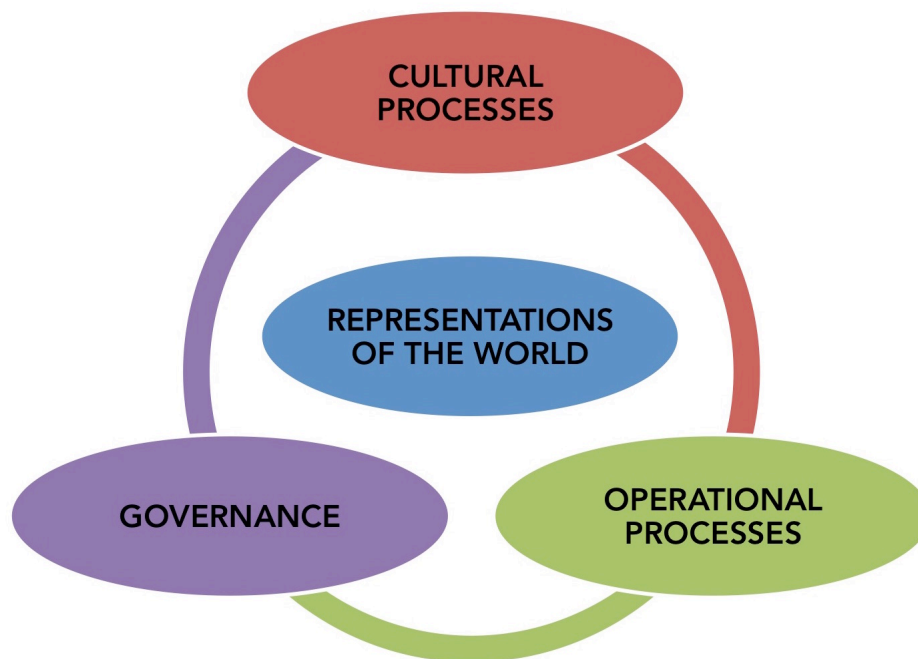 CULTURAL
PROCESSES
REPRESENTATIONS
OF THE WORLD
GOVERNANCE
OPERATIONAL
PROCESSES